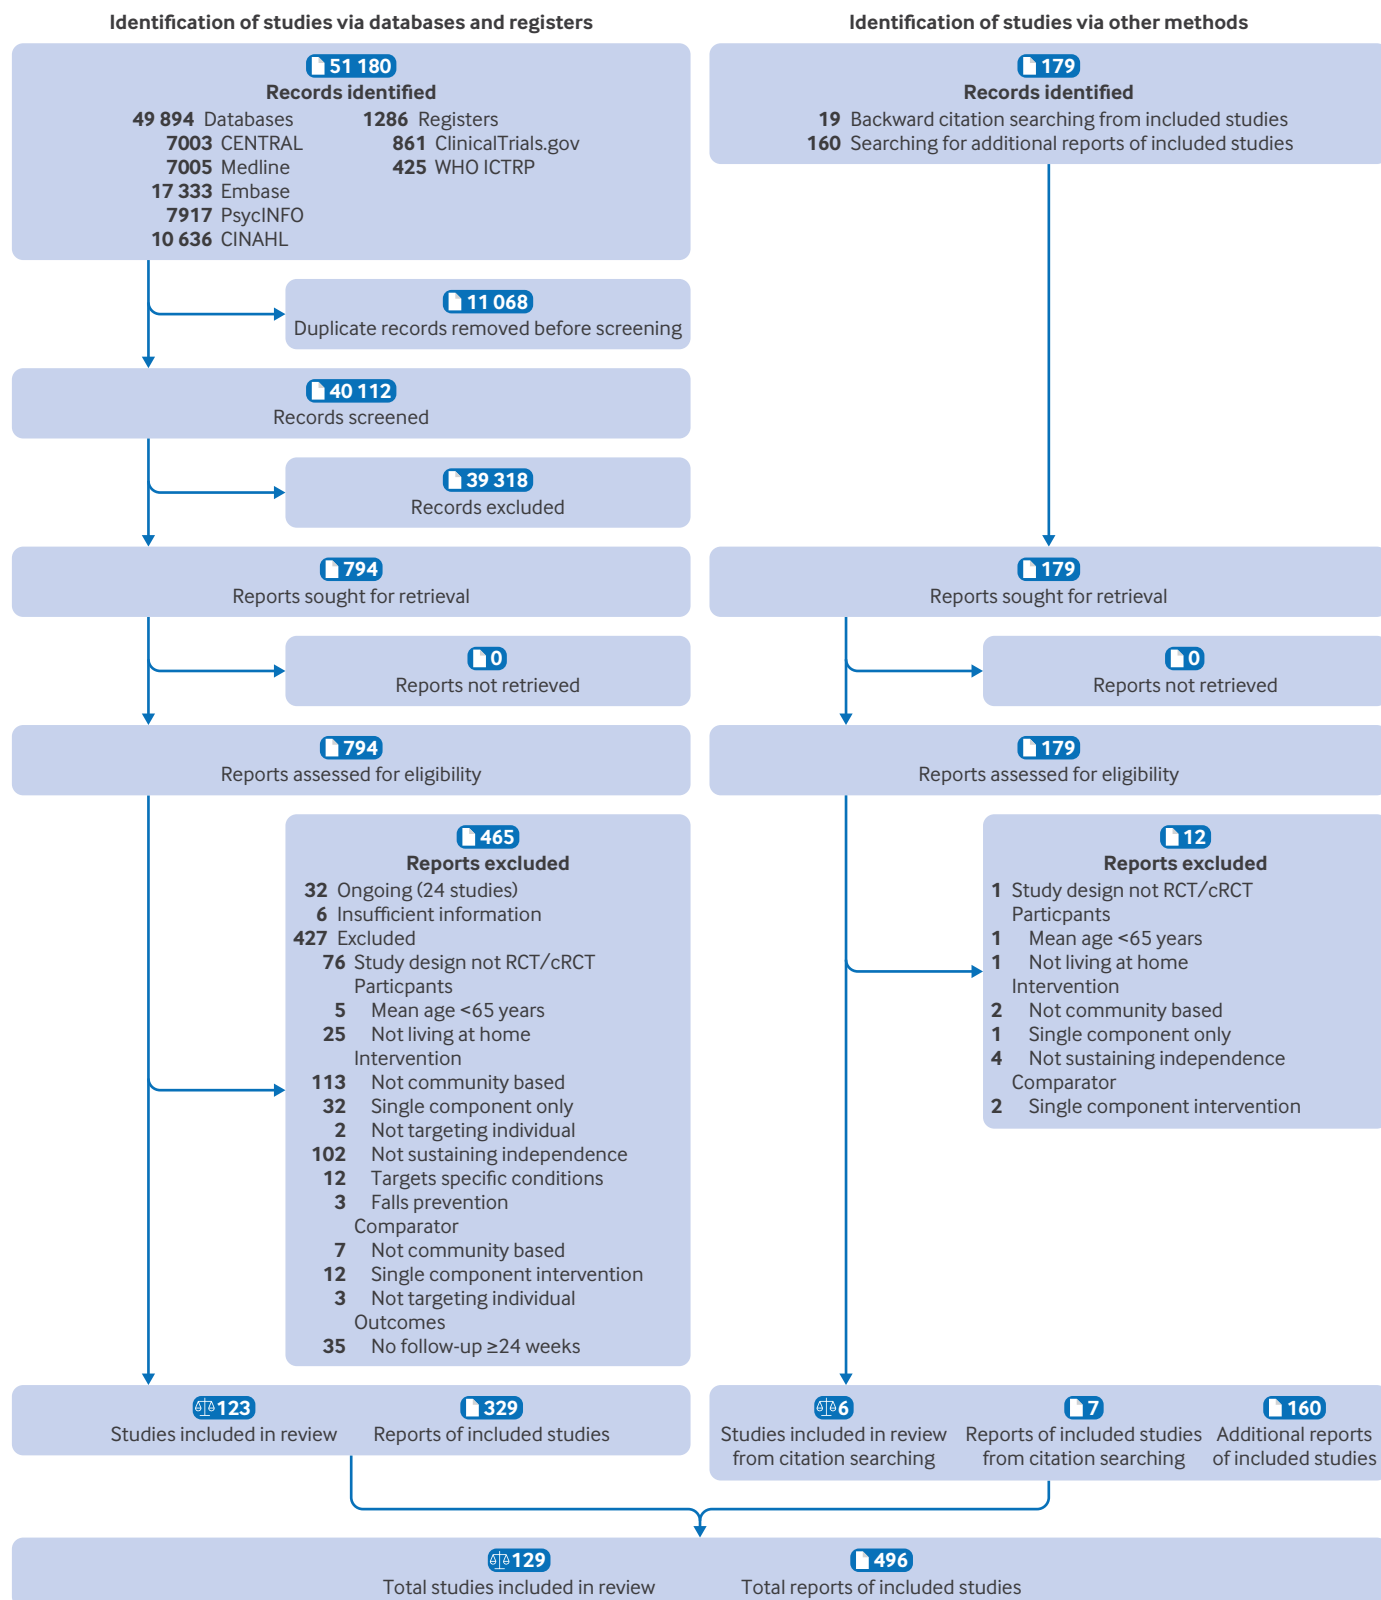 Identification of studies via databases and registers
51 180
Records identified
49 894 Databases
7003 CENTRAL
7005 Medline
17 333 Embase
7917 PsycINFO
10 636 CINAHL
1286 Registers
861 ClinicalTrials.gov
425 WHO ICTRP
11 068
Duplicate records removed before screening
40 112
Records screened
39 318
Records excluded
794
Reports sought for retrieval
0
Reports not retrieved
794
Reports assessed for eligibility
465
Reports excluded
32 Ongoing (24 studies)
6 Insufficient information
427 Excluded
76 Study design not RCT/cRCT
Particpants
5 Mean age <65 years
25 Not living at home
Intervention
113 Not community based
32 Single component only
2 Not targeting individual
102 Not sustaining independence
12 Targets specific conditions
3 Falls prevention
Comparator
7 Not community based
12 Single component intervention
3 Not targeting individual
Outcomes
35 No follow-up ≥24 weeks
123
Studies included in review
329
Reports of included studies
Identification of studies via other methods
179
Records identified
19 Backward citation searching from included studies
160 Searching for additional reports of included studies
179
Reports sought for retrieval
0
Reports not retrieved
179
Reports assessed for eligibility
12
Reports excluded
1 Study design not RCT/cRCT
Particpants
1 Mean age <65 years
1 Not living at home
Intervention
2 Not community based
1 Single component only
4 Not sustaining independence
Comparator
2 Single component intervention
6
Studies included in review
from citation searching
7
Reports of included studies
from citation searching
160
Additional reports
of included studies
129
Total studies included in review
496
Total reports of included studies